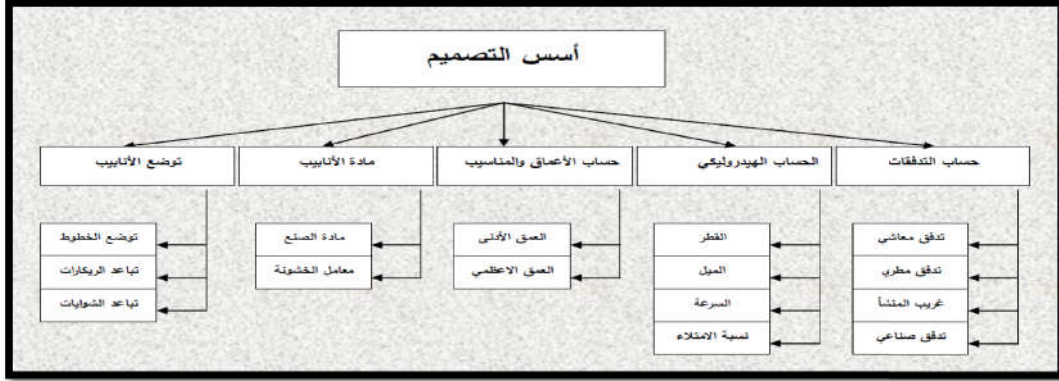 أسس التصميم
حساب التدفقات
الحساب الهيدروليكي
حساب الأعماق والمناسيب
مادة الأنابيب
توضع الأنابيب
تدفق معاشي
تدفق مطري
غريب المنشأ
تدفق صناعي
القطر
الميل
السرعة
نسبة الامتلاء
العمق الأدنى
العمق الاعظمي
مادة الصنع
معامل الخشونة
توضع الخطوط
تباعد الريكارات
تباعد الشوايات